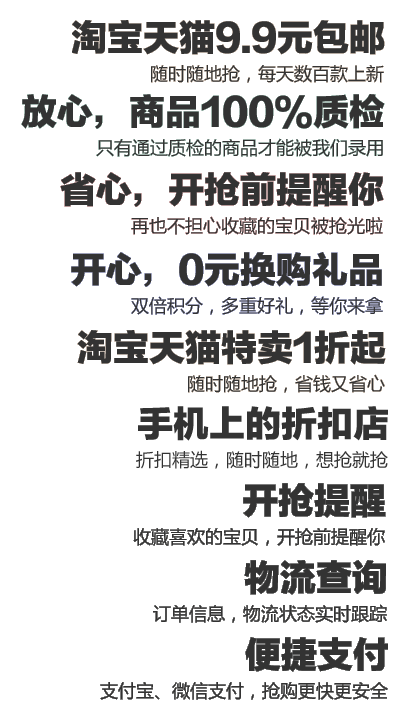 淘宝天猫9.9元包邮
随时随地抢，每天数百款上新
放心，商品100%质检
只有通过质检的商品才能被我们录用
省心，开抢前提醒你
再也不担心收藏的宝贝被抢光啦
开心，0元换购礼品
双倍积分，多重好礼，等你来拿
淘宝天猫特卖1折起
随时随地抢，省钱又省心
手机上的折扣店
折扣精选，随时随地，想抢就抢
开抢提醒
收藏喜欢的宝贝，开抢前提醒你
物流查询
订单信息，物流状态实时跟踪
便捷支付
支付宝、微信支付，抢购更快更安全